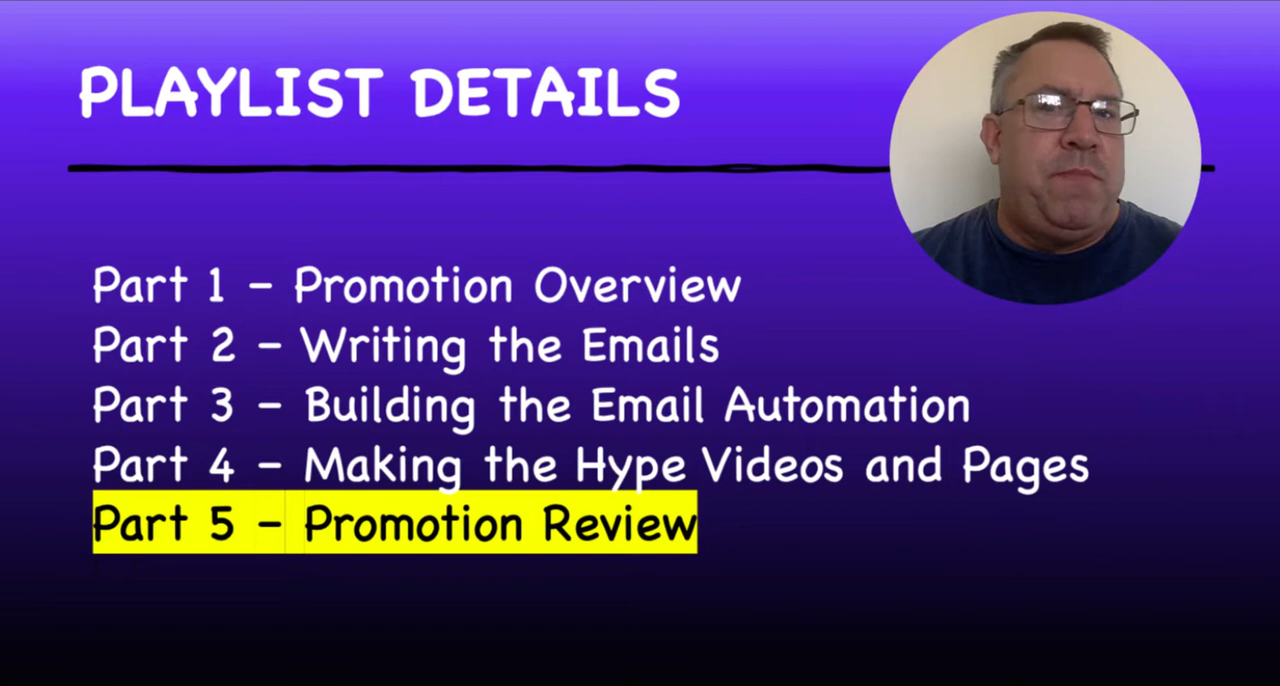 PLAYLIST DETAILS
Part 1 – Promotion Overview
Part 2 – Writing the Emails
Part 3 – Building the Email Automation
Part 4 – Making the Hype Videos and Pages
Part 5 – Promotion Review